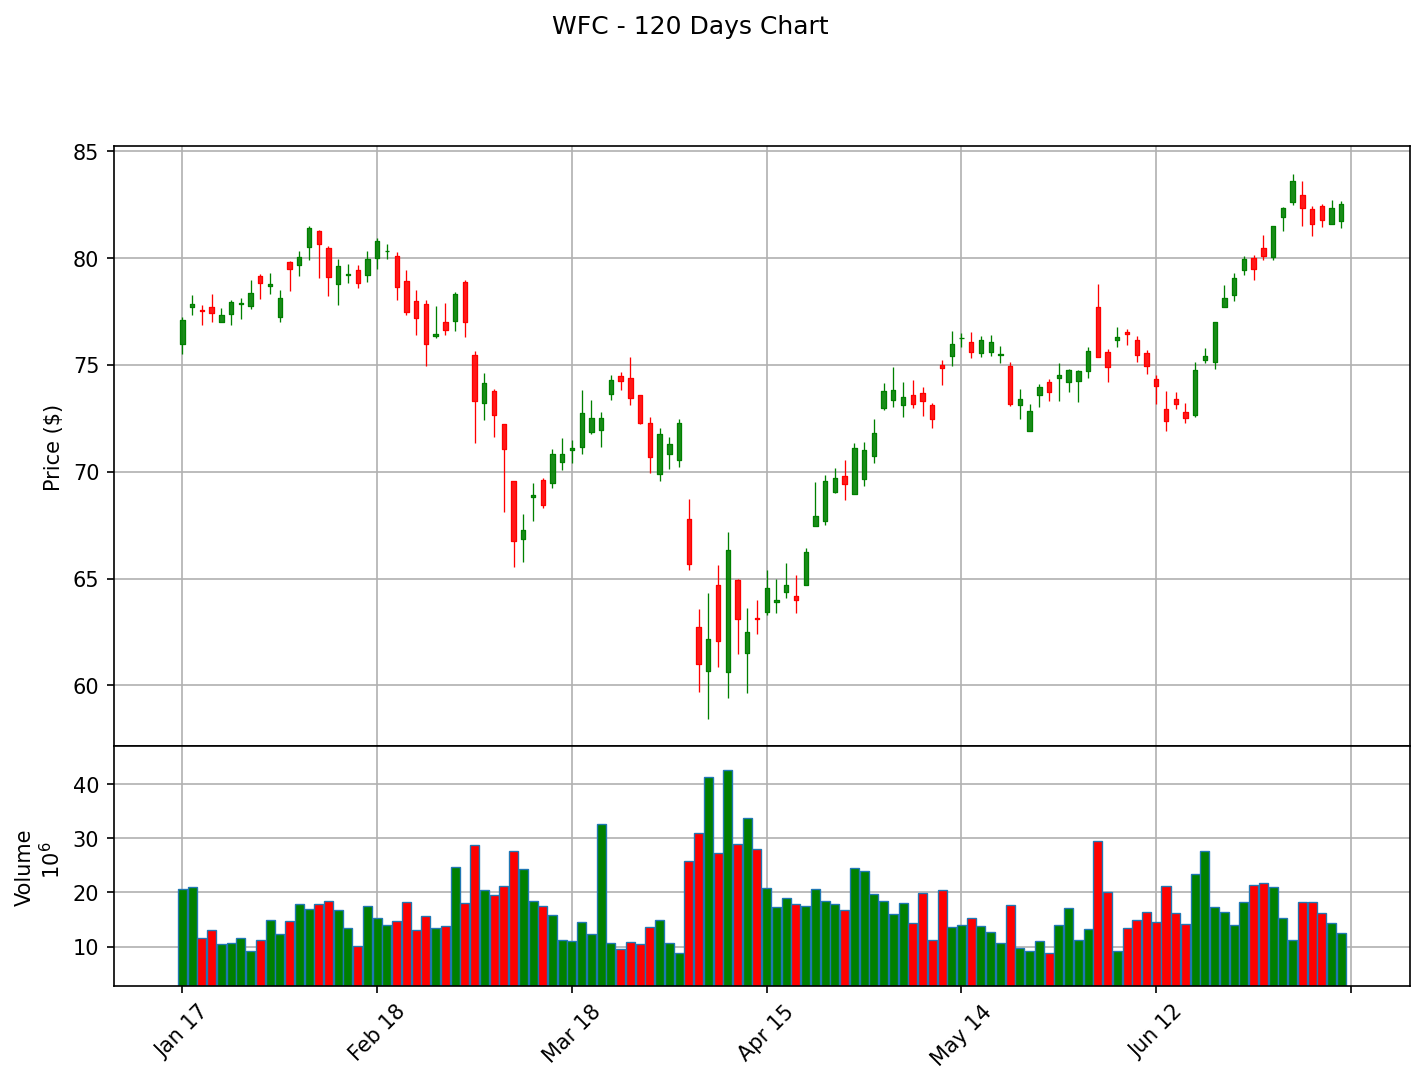 WFC - 120 Days Chart
85
80
75
70
65
60
Price ($)
40
30
20
10
Volume
10^6
Jan 17
Feb 18
Mar 18
Apr 15
May 14
Jun 12